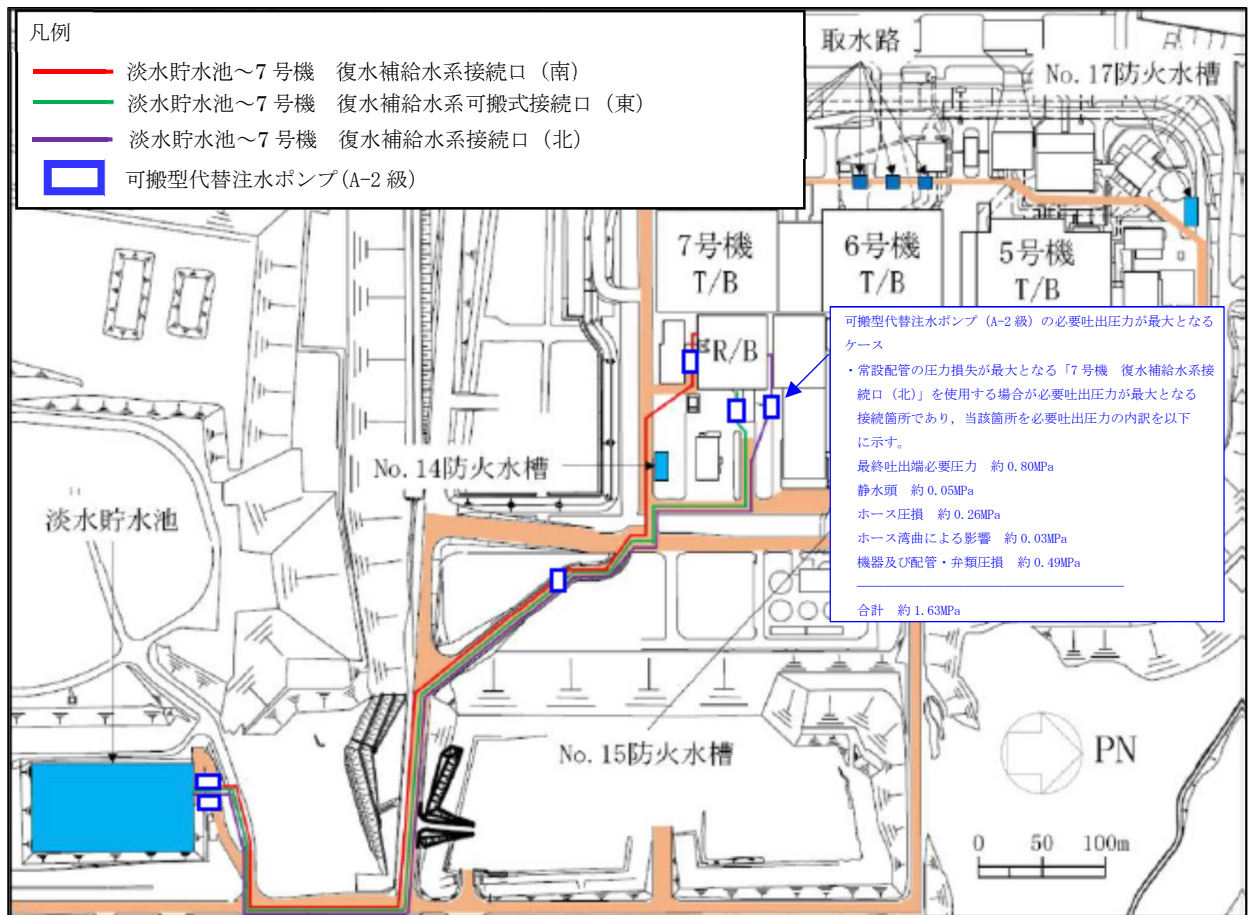 凡例
淡水貯水池～7 号機　復水補給水系接続口（南）
淡水貯水池～7 号機　復水補給水系可搬式接続口（東）
淡水貯水池～7 号機　復水補給水系接続口（北）
可搬型代替注水ポンプ(A-2 級)
取水路
No.17防火水槽
7号機
T/B
6号機
T/B
5号機
T/B
R/B
可搬型代替注水ポンプ（A-2 級）の必要吐出圧力が最大となる
ケース
・常設配管の圧力損失が最大となる「7 号機　復水補給水系接
続口（北）」を使用する場合が必要吐出圧力が最大となる
接続箇所であり，当該箇所を必要吐出圧力の内訳を以下
に示す。
最終吐出端必要圧力　約 0.80MPa
静水頭　約 0.05MPa
ホース圧損　約 0.26MPa
ホース湾曲による影響　約 0.03MPa
機器及び配管・弁類圧損　約 0.49MPa
合計　約 1.63MPa
No.14防火水槽
淡水貯水池
No.15防火水槽
PN
0 50 100m